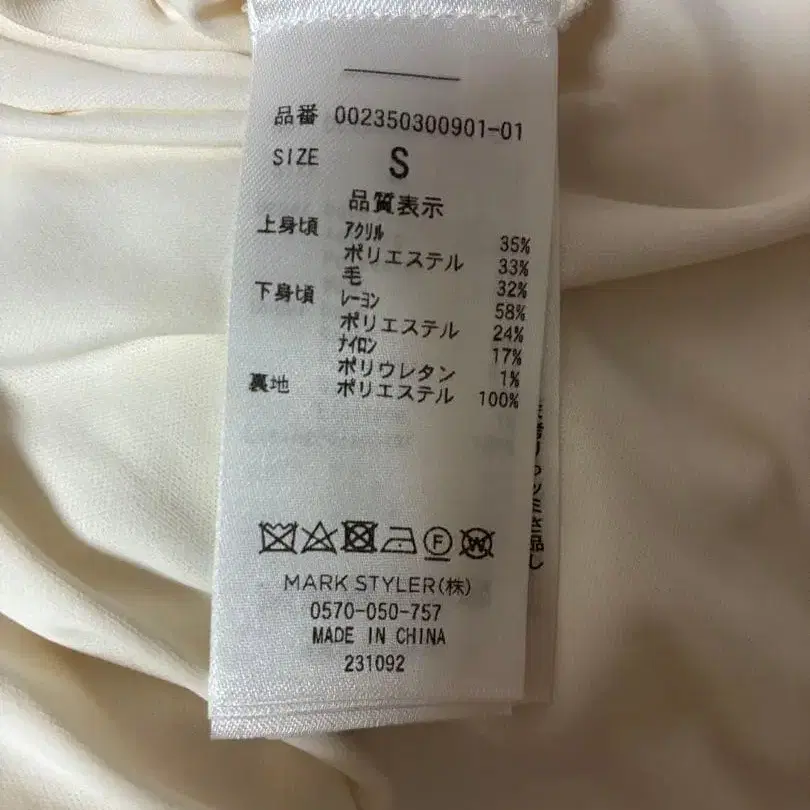 品番 002350300901-01
SIZE S
品質表示
上身頃 アクリル 35%
ポリエステル 33%
毛 32%
下身頃 レーヨン 58%
ポリエステル 24%
ナイロン 17%
ポリウレタン 1%
裏地 ポリエステル 100%
F
W
MARK STYLER(株)
0570-050-757
MADE IN CHINA
231092